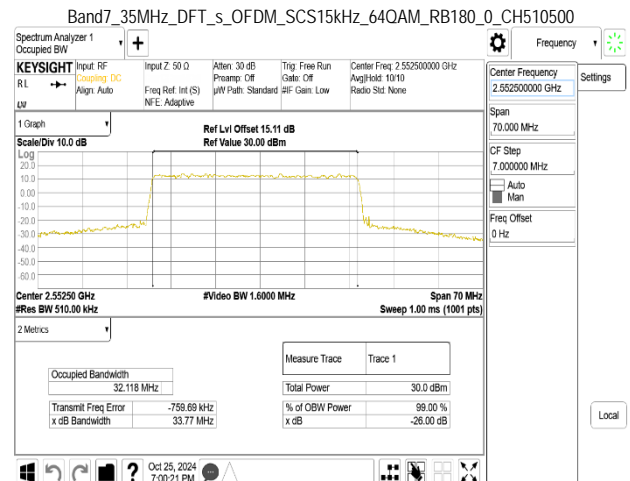 Band7_35MHz_DFT_s_OFDM_SCS15kHz_64QAM_RB180_0_CH510500
Spectrum Analyzer 1
Occupied BW
Frequency
KEYSIGHT
RL
Input: RF
Coupling: DC
Align: Auto
Input Z: 50 Ω
Freq Ref: Int (S)
NFE: Adaptive
Atten: 30 dB
Preamp: Off
µW Path: Standard
Trig: Free Run
Gate: Off
#IF Gain: Low
Center Freq: 2.552500000 GHz
Avg|Hold: 10/10
Radio Std: None
Center Frequency
2.552500000 GHz
Settings
Span
70.000 MHz
CF Step
7.000000 MHz
Auto
Man
Freq Offset
0 Hz
Local
1 Graph
Scale/Div 10.0 dB
Ref Lvl Offset 15.11 dB
Ref Value 30.00 dBm
Log
20.0
10.0
0.00
-10.0
-20.0
-30.0
-40.0
-50.0
-60.0
Center 2.55250 GHz
#Video BW 1.6000 MHz
Span 70 MHz
#Res BW 510.00 kHz
Sweep 1.00 ms (1001 pts)
2 Metrics
Measure Trace Trace 1
Occupied Bandwidth
32.118 MHz
Total Power 30.0 dBm
Transmit Freq Error -759.69 kHz
% of OBW Power 99.00 %
x dB Bandwidth 33.77 MHz
x dB -26.00 dB
?
Oct 25, 2024
7:00:21 PM